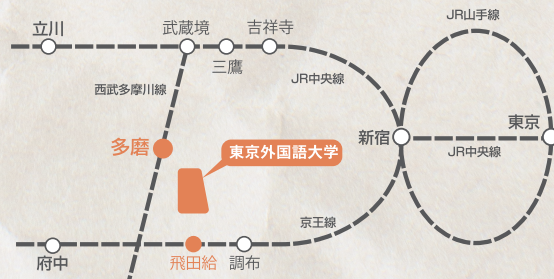 JR山手線
立川
武蔵境
吉祥寺
三鷹
JR中央線
西武多摩川線
新宿
東京
多磨
東京外国語大学
JR中央線
京王線
府中
飛田給
調布